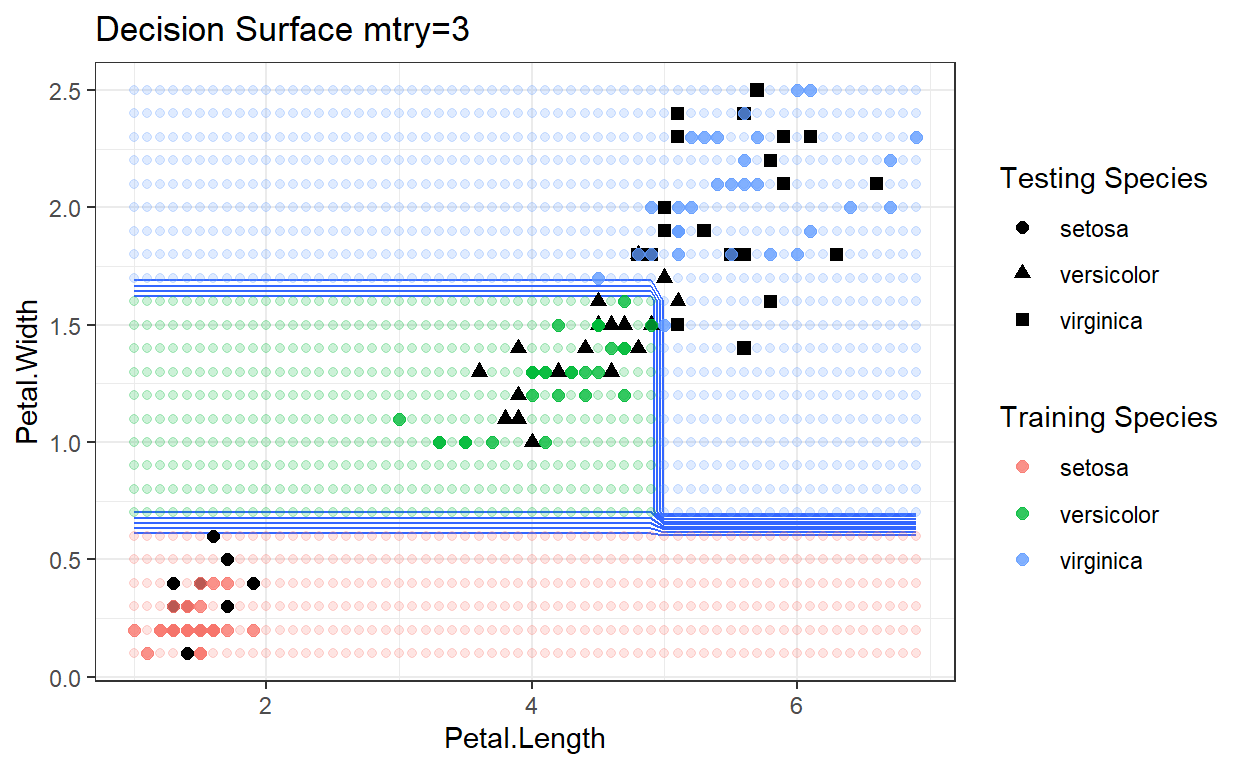 Decision Surface mtry=3
2.5
2.0
1.5
1.0
0.5
0.0
Petal.Width
2
4
6
Petal.Length
Testing Species
setosa
versicolor
virginica
Training Species
setosa
versicolor
virginica